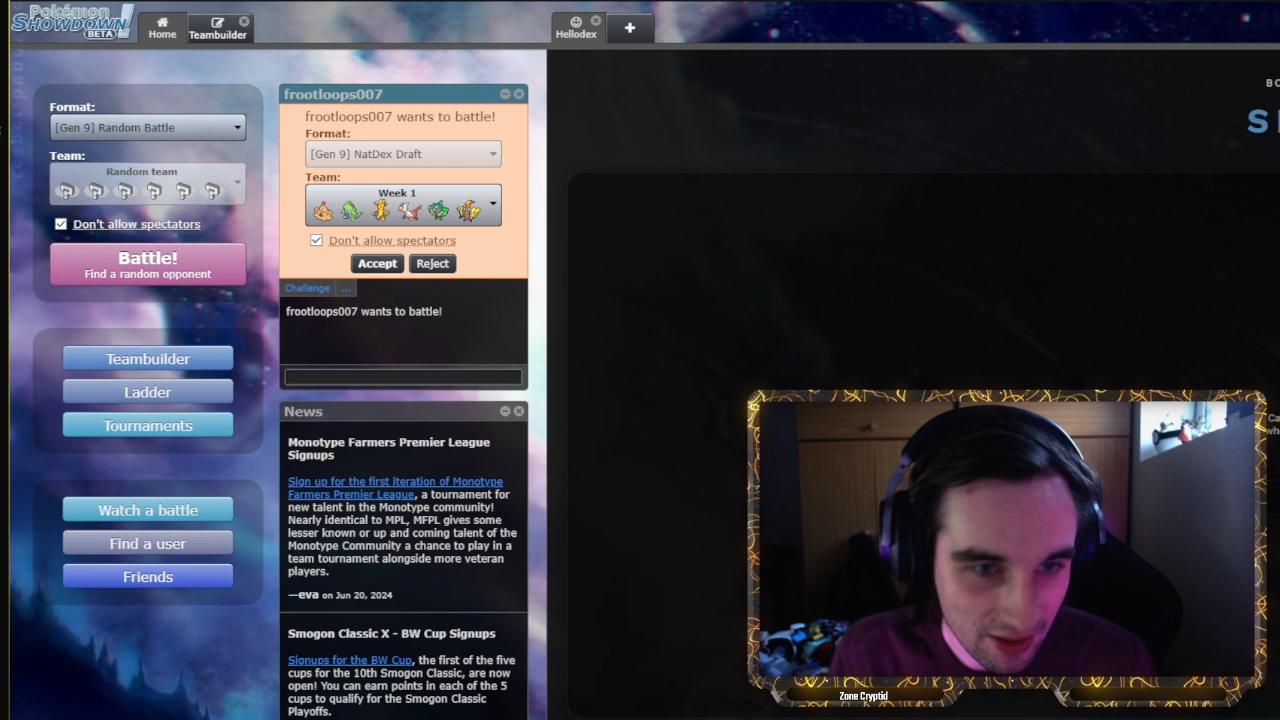 Pokémon
SHOWDOWN!
BETA
Home
Teambuilder
Hellodex
Format:
[Gen 9] Random Battle
Team:
Random team
Don't allow spectators
Battle!
Find a random opponent
Teambuilder
Ladder
Tournaments
Watch a battle
Find a user
Friends
frootloops007
frootloops007 wants to battle!
Format:
[Gen 9] NatDex Draft
Team:
Week 1
Don't allow spectators
Accept
Reject
Challenge
...
frootloops007 wants to battle!
News
Monotype Farmers Premier League
Signups
Sign up for the first iteration of Monotype
Farmers Premier League, a tournament for
new talent in the Monotype community!
Nearly identical to MPL, MFPL gives some
lesser known or up and coming talent of the
Monotype Community a chance to play in a
team tournament alongside more veteran
players.
—eva on Jun 20, 2024
Smogon Classic X - BW Cup Signups
Signups for the BW Cup, the first of the five
cups for the 10th Smogon Classic, are now
open! You can earn points in each of the 5
cups to qualify for the Smogon Classic
Playoffs.
Zone Cryptid